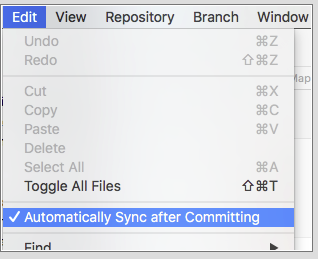 Edit View Repository Branch Window
Undo ⌘Z
Redo ⇧⌘Z
Map
Cut ⌘X
Copy ⌘C
Paste ⌘V
Delete
Select All ⌘A
Toggle All Files ⇧⌘T
✓ Automatically Sync after Committing
Find ▶